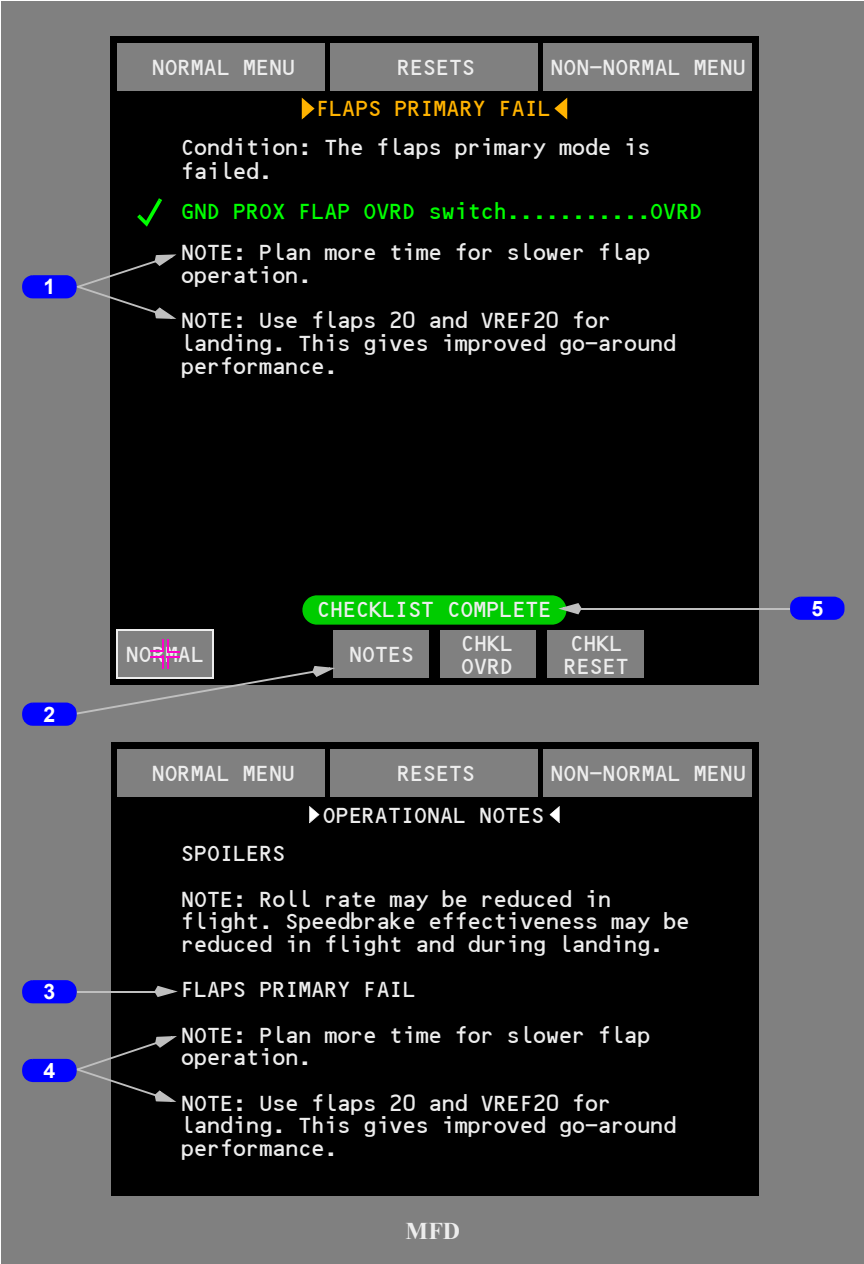 NORMAL MENU
RESETS
NON-NORMAL MENU
FLAPS PRIMARY FAIL
Condition: The flaps primary mode is
failed.
GND PROX FLAP OVRD switch...........OVRD
NOTE: Plan more time for slower flap
operation.
1
NOTE: Use flaps 20 and VREF20 for
landing. This gives improved go-around
performance.
CHECKLIST COMPLETE
5
NORMAL
NOTES
CHKL
OVRD
CHKL
RESET
2
NORMAL MENU
RESETS
NON-NORMAL MENU
OPERATIONAL NOTES
SPOILERS
NOTE: Roll rate may be reduced in
flight. Speedbrake effectiveness may be
reduced in flight and during landing.
3
FLAPS PRIMARY FAIL
NOTE: Plan more time for slower flap
operation.
4
NOTE: Use flaps 20 and VREF20 for
landing. This gives improved go-around
performance.
MFD